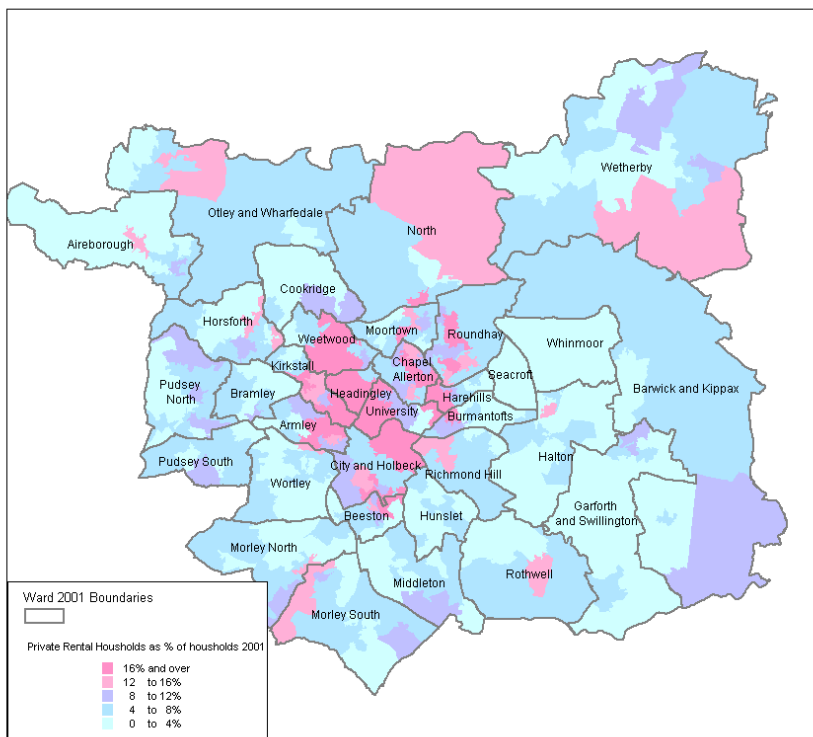 Wetherby
Otley and Wharfedale
North
Aireborough
Cookridge
Horsforth
Moortown
Roundhay
Weetwood
Whinmoor
Kirkstall
Chapel
Allerton
Seacroft
Pudsey
North
Bramley
Headingley
Harehills
Barwick and Kippax
University
Burmantofts
Armley
Pudsey South
City and Holbeck
Halton
Richmond Hill
Wortley
Garforth
and Swillington
Beeston
Hunslet
Morley North
Middleton
Rothwell
Morley South
Ward 2001 Boundaries
Private Rental Housholds as % of housholds 2001
16% and over
12 to 16%
8 to 12%
4 to 8%
0 to 4%